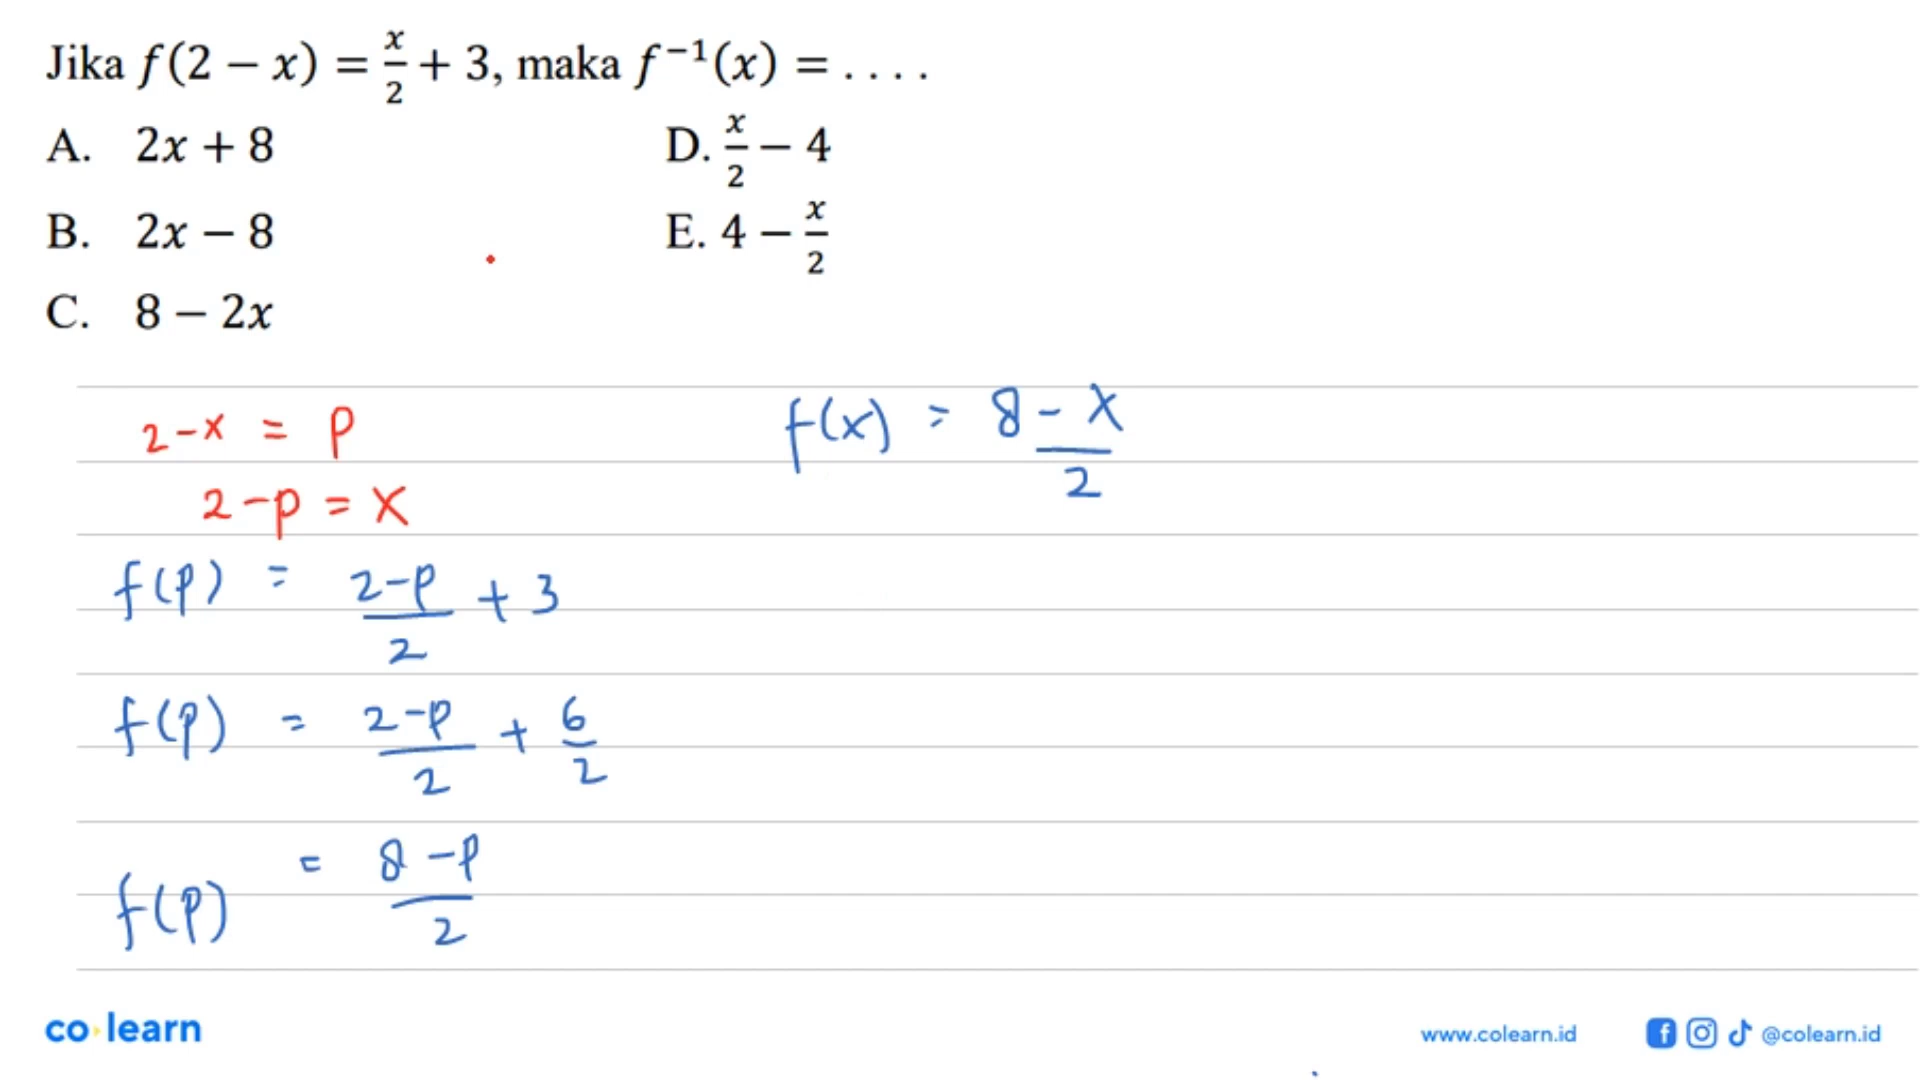 Jika f(2 − x) = x/2 + 3, maka f⁻¹(x) = . . . .
A. 2x + 8
D. x/2 − 4
B. 2x − 8
E. 4 − x/2
C. 8 − 2x
2 - x = p
2 - p = x
f(p) = (2-p)/2 + 3
f(p) = (2-p)/2 + 6/2
f(p) = (8-p)/2
f(x) = (8-x)/2
co learn
www.colearn.id
@colearn.id